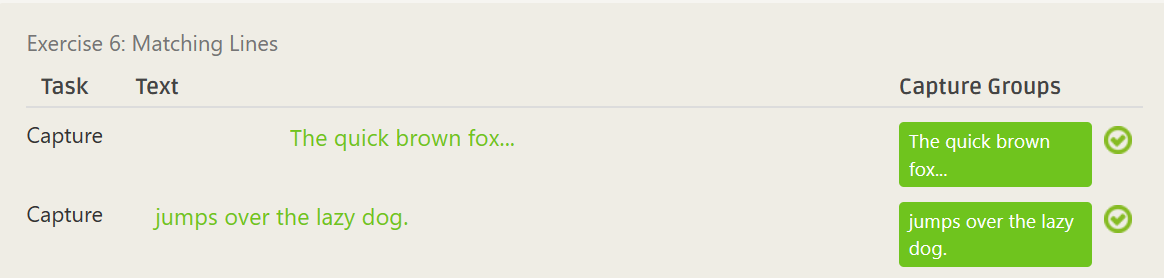 Exercise 6: Matching Lines
Task Text Capture Groups
Capture The quick brown fox... The quick brown
fox...
Capture jumps over the lazy dog. jumps over the lazy
dog.